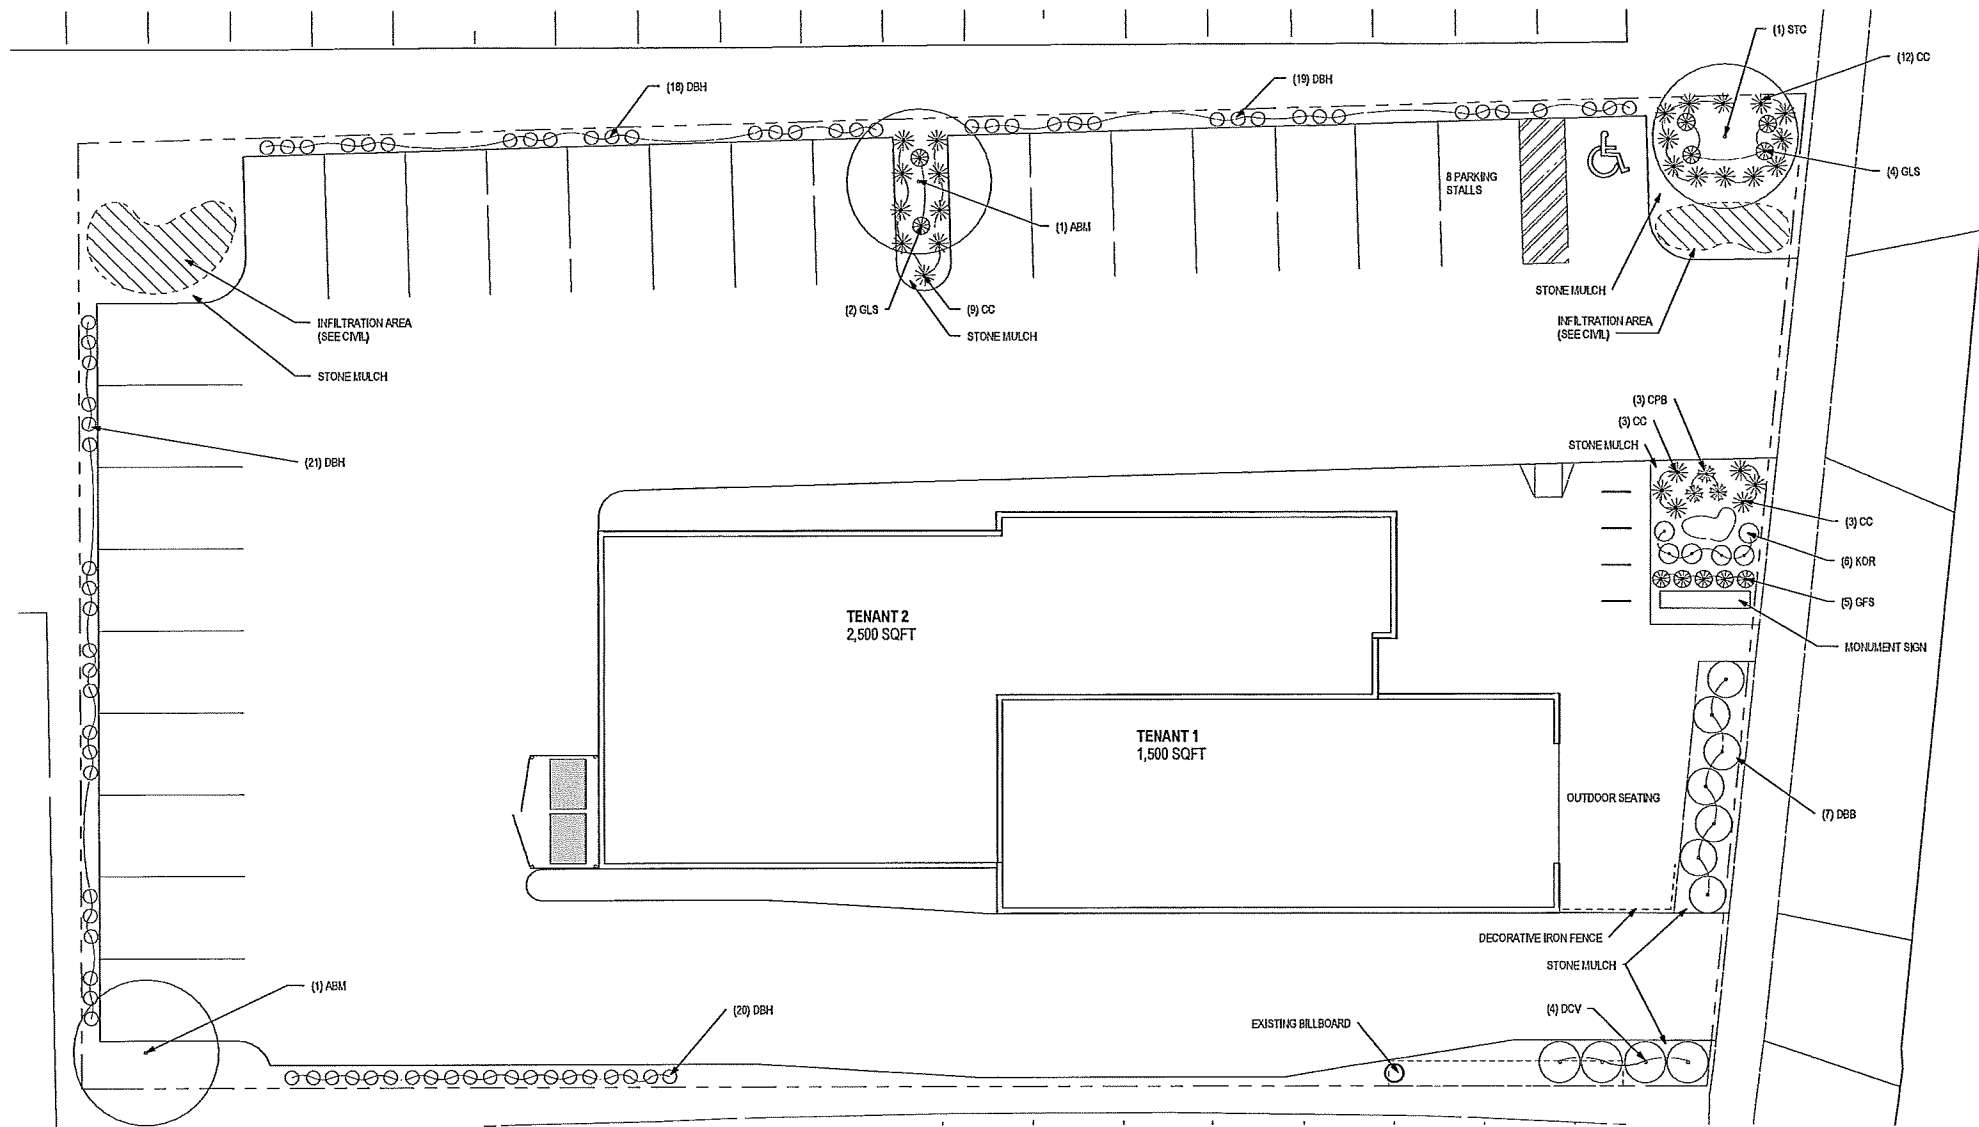 (1) STC
(12) CC
(18) DBH
(19) DBH
(4) GLS
8 PARKING
STALLS
(1) ABM
STONE MULCH
(2) GLS
(9) CC
STONE MULCH
INFILTRATION AREA
(SEE CIVIL)
INFILTRATION AREA
(SEE CIVIL)
STONE MULCH
(3) CPB
(3) CC
STONE MULCH
(21) DBH
(3) CC
(6) KOR
(5) GFS
TENANT 2
2,500 SQFT
MONUMENT SIGN
TENANT 1
1,500 SQFT
OUTDOOR SEATING
(7) DBB
DECORATIVE IRON FENCE
STONE MULCH
(1) ABM
(20) DBH
EXISTING BILLBOARD
(4) DCV